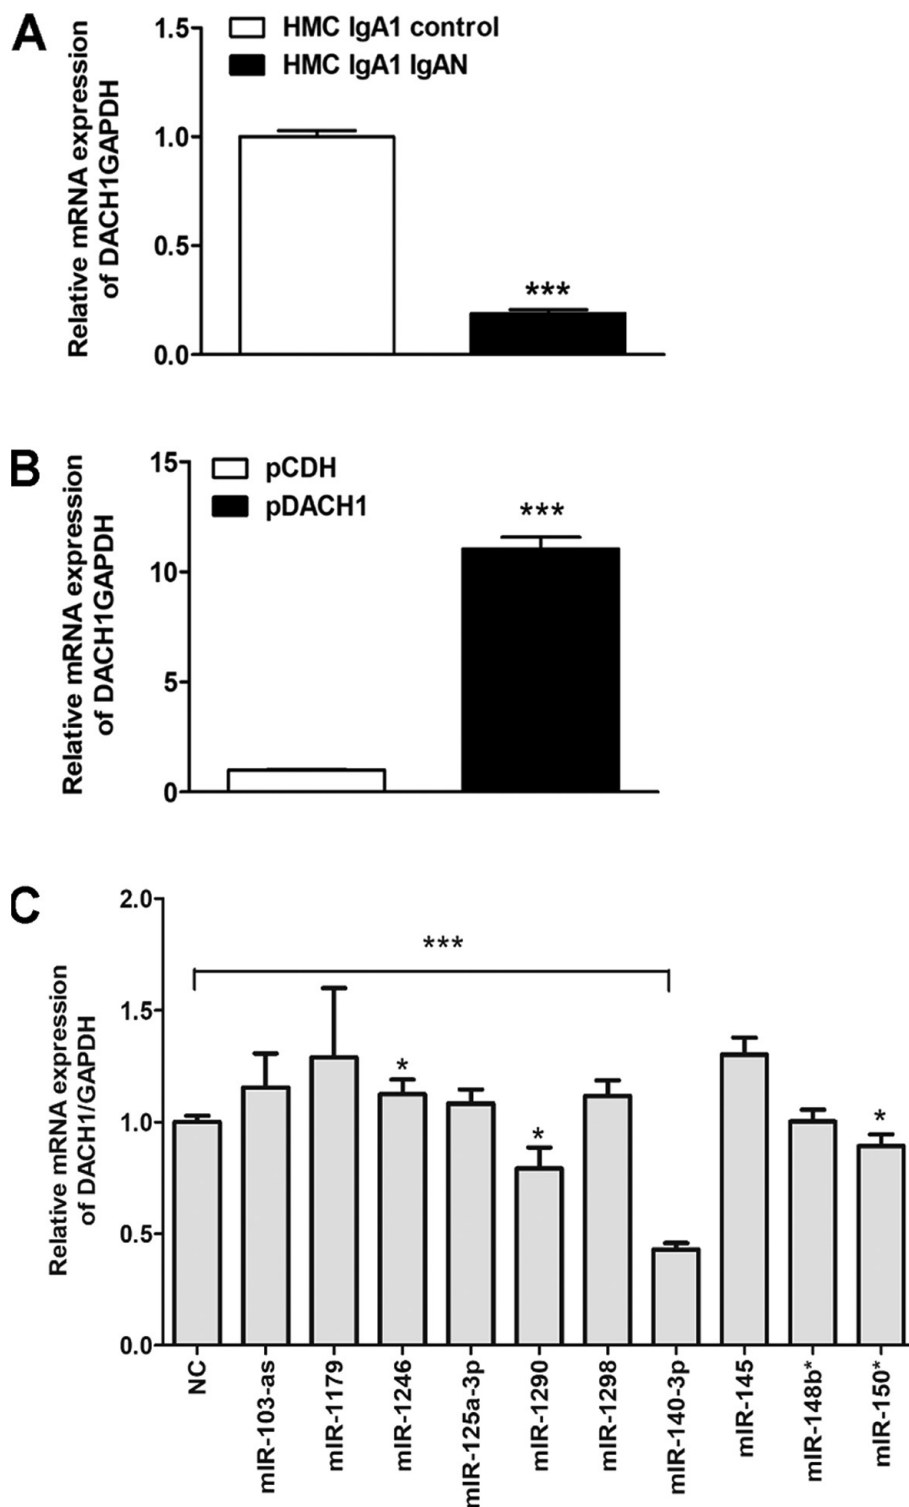 A
1.5
1.0
0.5
0.0
Relative mRNA expression
of DACH1GAPDH
HMC IgA1 control
HMC IgA1 IgAN
***
B
15
10
5
0
Relative mRNA expression
of DACH1GAPDH
pCDH
pDACH1
***
C
2.0
1.5
1.0
0.5
0.0
Relative mRNA expression
of DACH1/GAPDH
***
*
*
*
NC
mIR-103-as
mIR-1179
mIR-1246
mIR-125a-3p
mIR-1290
mIR-1298
mIR-140-3p
mIR-145
mIR-148b*
mIR-150*